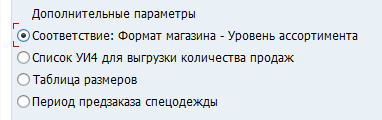 Дополнительные параметры
Соответствие: Формат магазина - Уровень ассортимента
Список УИ4 для выгрузки количества продаж
Таблица размеров
Период предзаказа спецодежды